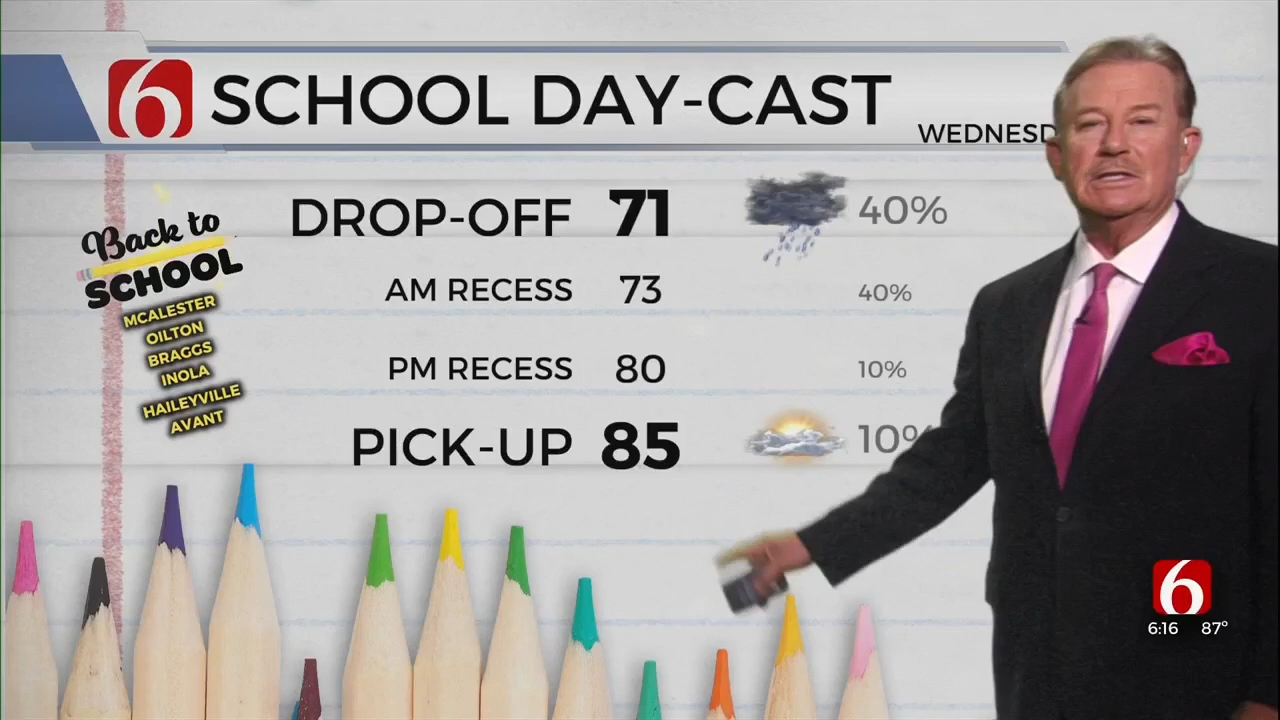 6 SCHOOL DAY-CAST
WEDNESD
Back to
SCHOOL
MCALESTER
OILTON
BRAGGS
INOLA
HAILEYVILLE
AVANT
DROP-OFF 71 40%
AM RECESS 73 40%
PM RECESS 80 10%
PICK-UP 85 10%
6
6:16 87°